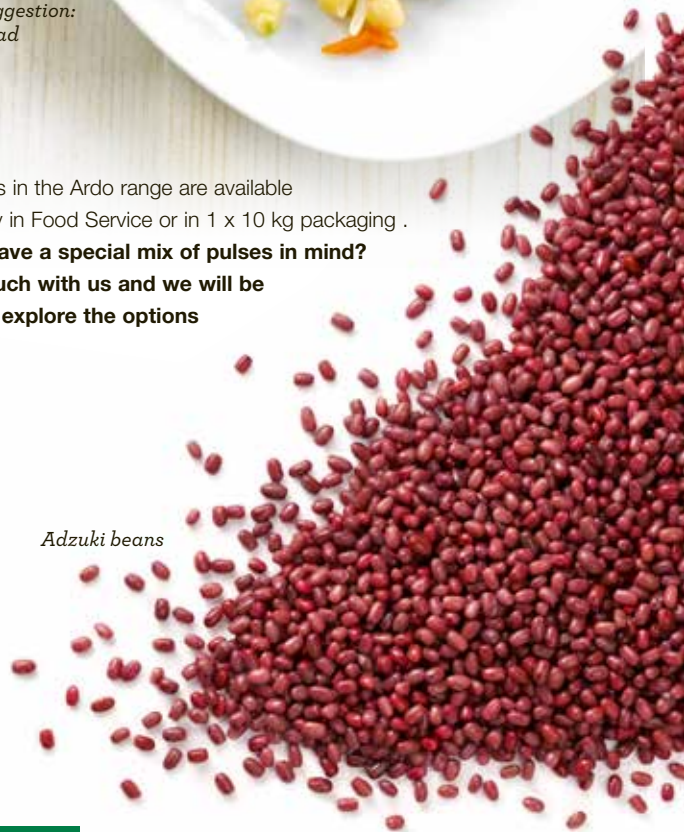 ggestion:
ad
s in the Ardo range are available
y in Food Service or in 1 x 10 kg packaging .
ave a special mix of pulses in mind?
uch with us and we will be
explore the options
Adzuki beans